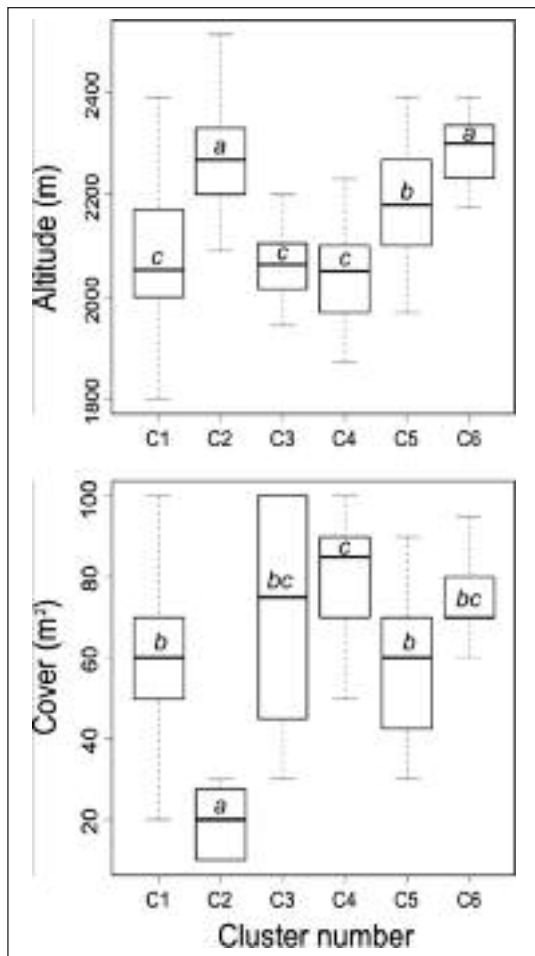 Altitude (m)
2400
2200
2000
1800
c
a
c
c
b
a
C1 C2 C3 C4 C5 C6
Cover (m²)
100
80
60
40
20
b
a
bc
c
b
bc
C1 C2 C3 C4 C5 C6
Cluster number